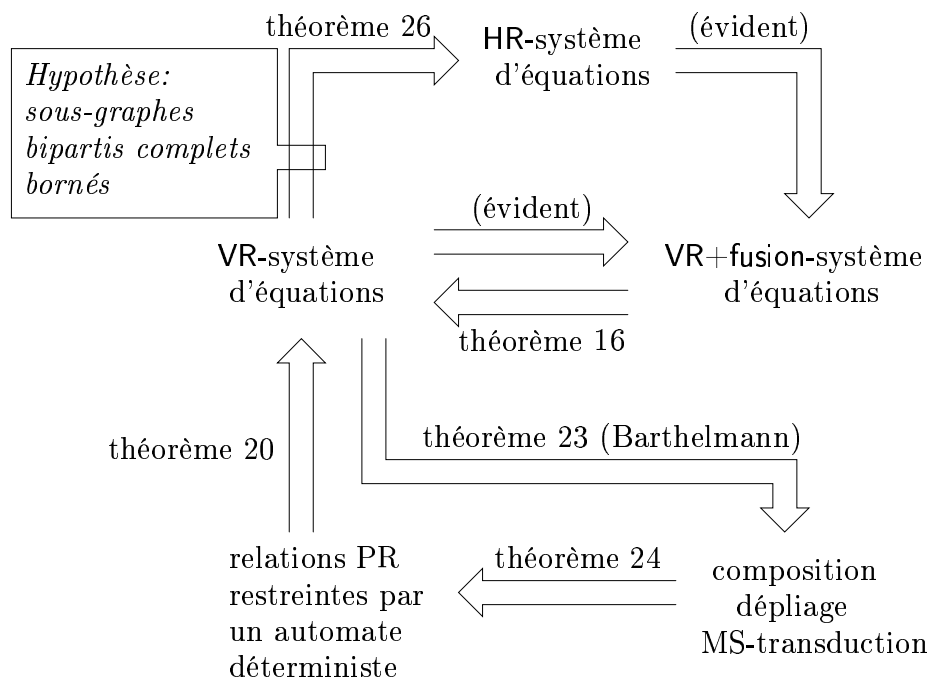 théorème 26
HR-système
d'équations
(évident)
Hypothèse:
sous-graphes
bipartis complets
bornés
(évident)
VR-système
d'équations
VR+fusion-système
d'équations
théorème 16
théorème 20
théorème 23 (Barthelmann)
relations PR
restreintes par
un automate
déterministe
théorème 24
composition
dépliage
MS-transduction